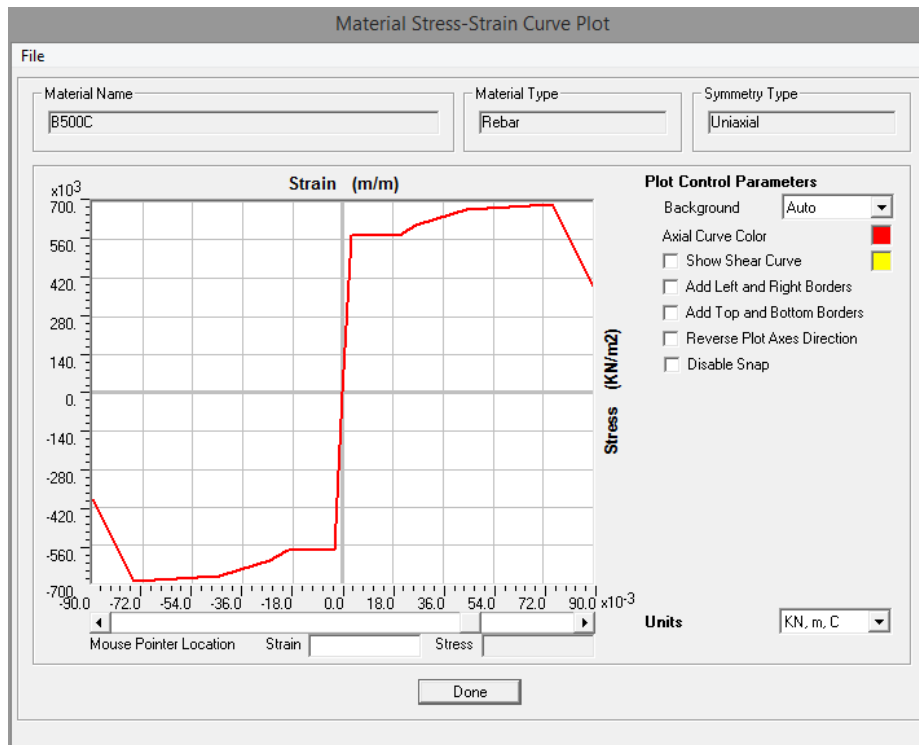 Material Stress-Strain Curve Plot
File
Material Name
B500C
Material Type
Rebar
Symmetry Type
Uniaxial
Strain (m/m)
x10³
700.
560.
420.
280.
140.
0.
-140.
-280.
-420.
-560.
-700.
-90.0 -72.0 -54.0 -36.0 -18.0 0.0 18.0 36.0 54.0 72.0 90.0 x10⁻³
Stress (KN/m2)
Mouse Pointer Location Strain Stress
Plot Control Parameters
Background Auto
Axial Curve Color
Show Shear Curve
Add Left and Right Borders
Add Top and Bottom Borders
Reverse Plot Axes Direction
Disable Snap
Units KN, m, C
Done